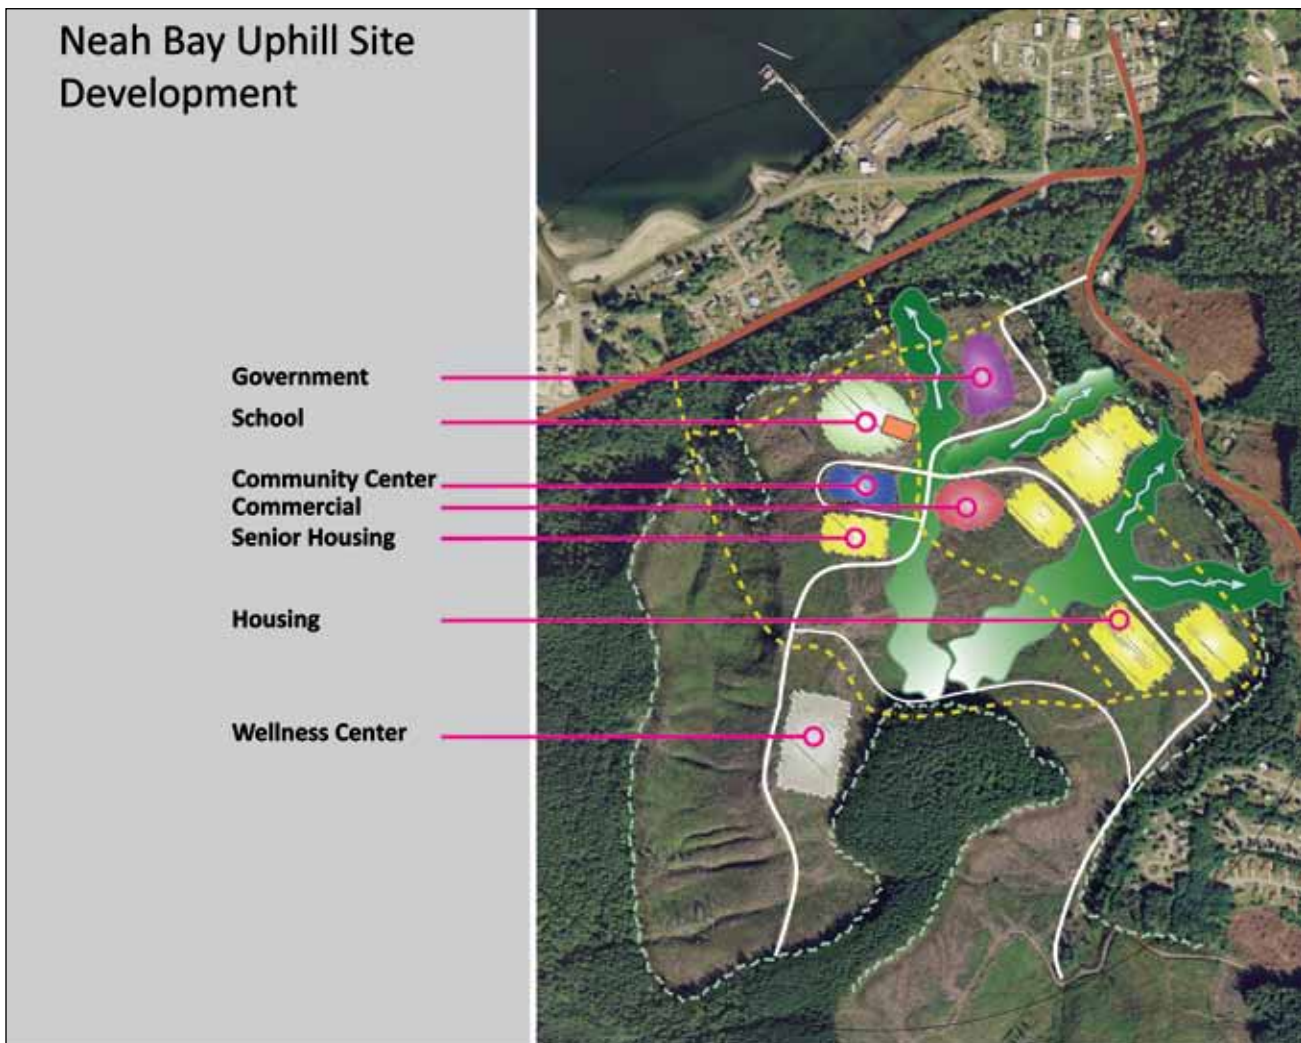 Neah Bay Uphill Site
Development
Government
School
Community Center
Commercial
Senior Housing
Housing
Wellness Center